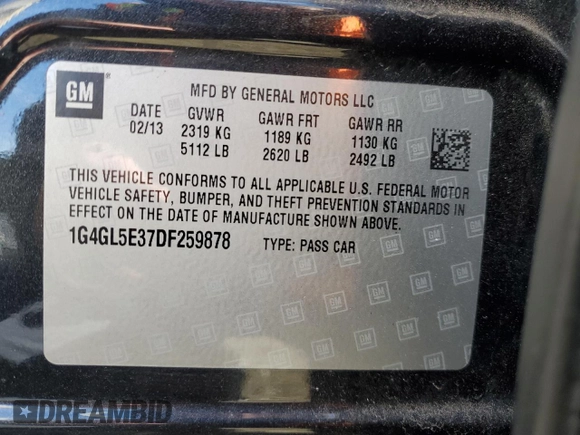 GM
MFD BY GENERAL MOTORS LLC
DATE GVWR GAWR FRT GAWR RR
02/13 2319 KG 1189 KG 1130 KG
5112 LB 2620 LB 2492 LB
THIS VEHICLE CONFORMS TO ALL APPLICABLE U.S. FEDERAL MOTOR
VEHICLE SAFETY, BUMPER, AND THEFT PREVENTION STANDARDS IN
EFFECT ON THE DATE OF MANUFACTURE SHOWN ABOVE.
1G4GL5E37DF259878 TYPE: PASS CAR
DREAMBID